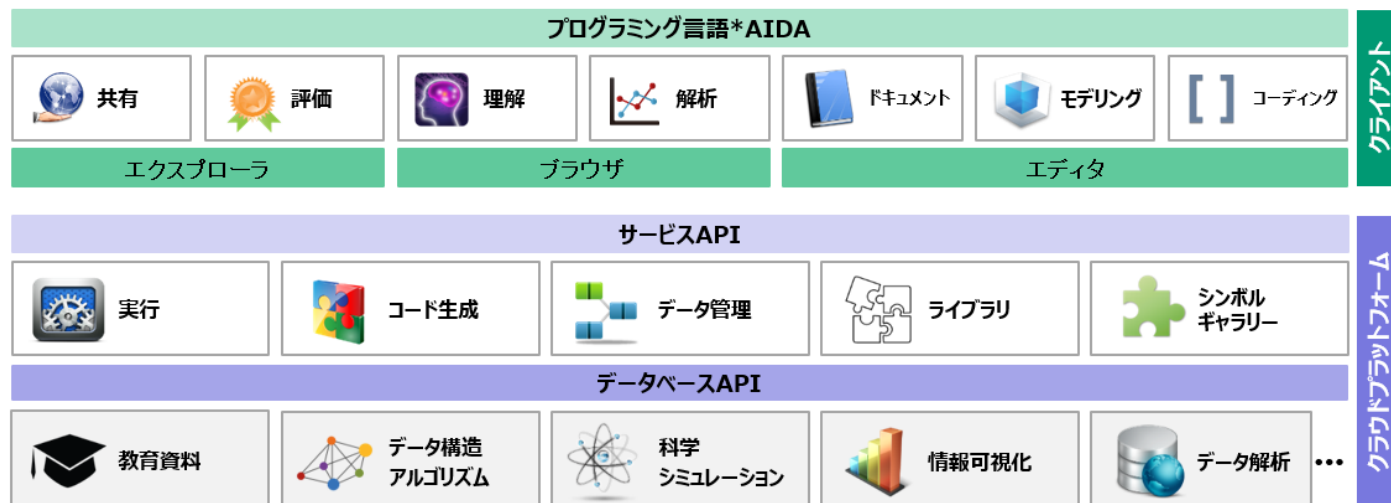 プログラミング言語*AIDA
共有
評価
理解
解析
ドキュメント
モデリング
コーディング
エクスプローラ
ブラウザ
エディタ
クライアント
サービスAPI
実行
コード生成
データ管理
ライブラリ
シンボル
ギャラリー
データベースAPI
教育資料
データ構造
アルゴリズム
科学
シミュレーション
情報可視化
データ解析
•••
クラウドプラットフォーム